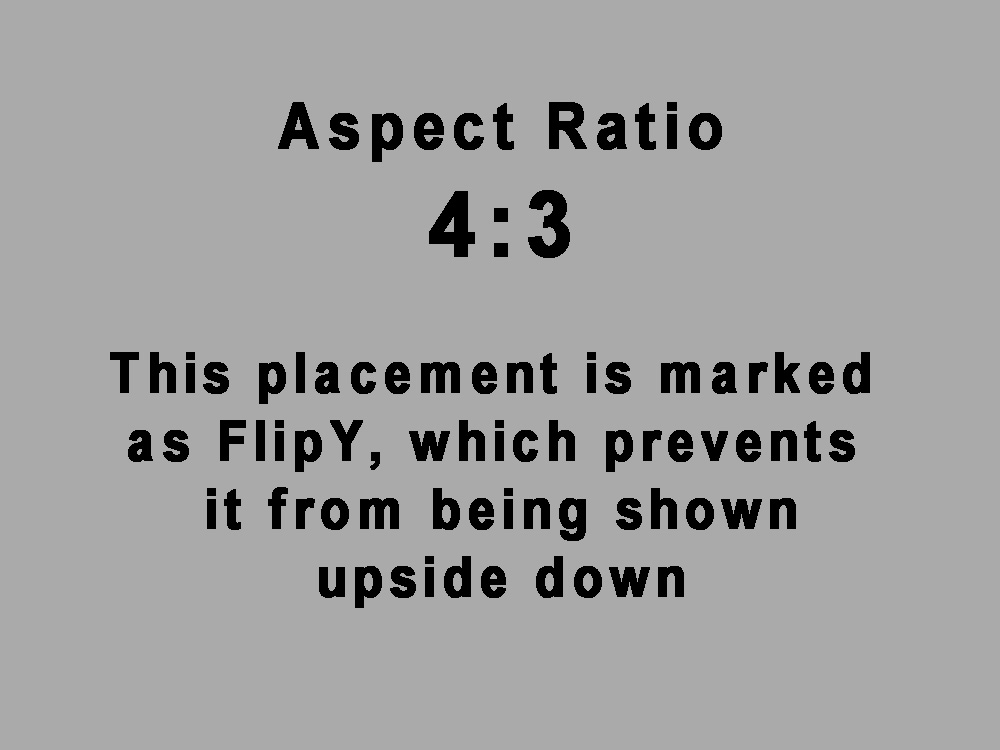 Aspect Ratio
4:3
This placement is marked
as FlipY, which prevents
it from being shown
upside down